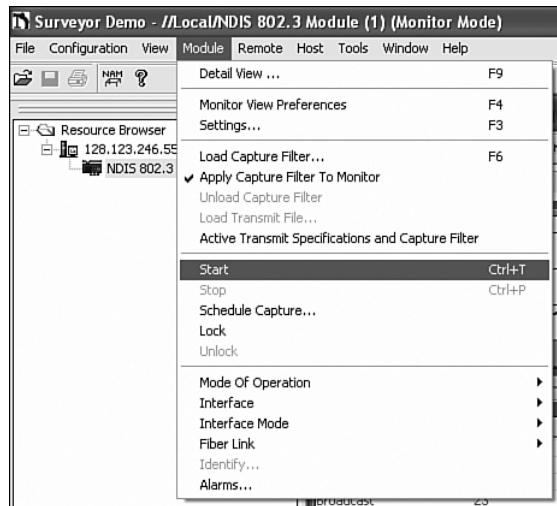 Surveyor Demo - //Local/NDIS 802.3 Module (1) (Monitor Mode)
File Configuration View Module Remote Host Tools Window Help
NAM
Resource Browser
128.123.246.55
NDIS 802.3
Detail View ... F9
Monitor View Preferences F4
Settings... F3
Load Capture Filter... F6
Apply Capture Filter To Monitor
Unload Capture Filter
Load Transmit File...
Active Transmit Specifications and Capture Filter
Start Ctrl+T
Stop Ctrl+P
Schedule Capture...
Lock
Unlock
Mode Of Operation
Interface
Interface Mode
Fiber Link
Identify...
Alarms...
Broadcast 23